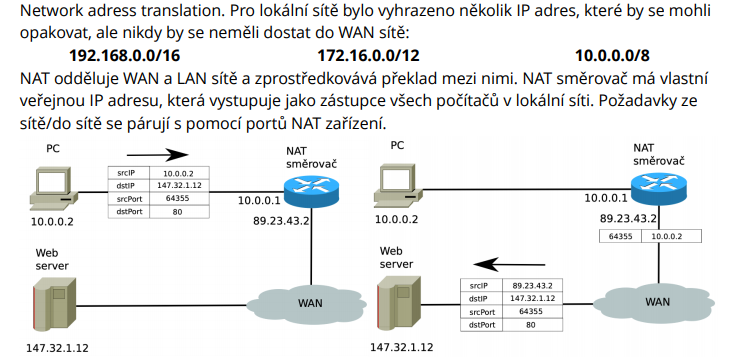 Network adress translation. Pro lokální sítě bylo vyhrazeno několik IP adres, které by se mohli
opakovat, ale nikdy by se neměli dostat do WAN sítě:
192.168.0.0/16 172.16.0.0/12 10.0.0.0/8
NAT odděluje WAN a LAN sítě a zprostředkovává překlad mezi nimi. NAT směrovač má vlastní
veřejnou IP adresu, která vystupuje jako zástupce všech počítačů v lokální síti. Požadavky ze
sítě/do sítě se párují s pomocí portů NAT zařízení.
PC
NAT
směrovač
srcIP 10.0.0.2
dstIP 147.32.1.12
srcPort 64355
dstPort 80
10.0.0.1
10.0.0.2
89.23.43.2
Web
server
WAN
147.32.1.12
PC
NAT
směrovač
10.0.0.1
10.0.0.2
89.23.43.2
64355 10.0.0.2
Web
server
srcIP 89.23.43.2
dstIP 147.32.1.12
srcPort 64355
dstPort 80
WAN
147.32.1.12